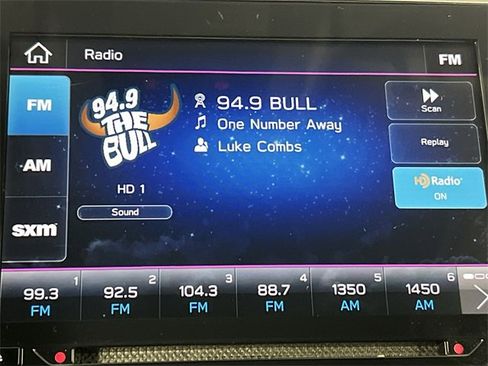 Radio
FM
FM
AM
sxm
94.9
THE
BULL
HD 1
Sound
94.9 BULL
One Number Away
Luke Combs
Scan
Replay
HD Radio
ON
1
99.3
FM
2
92.5
FM
3
104.3
FM
4
88.7
FM
5
1350
AM
6
1450
AM